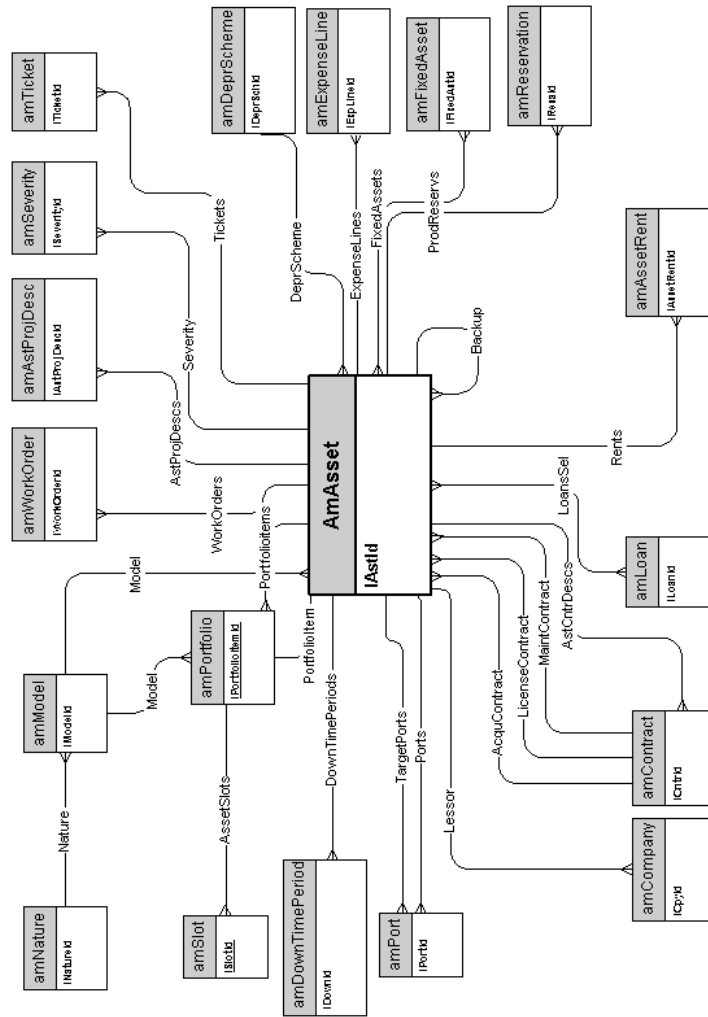 amNature
lNatureId
amModel
lModelId
amWorkOrder
lWorkOrderId
amAstProjDesc
lAstProjDescId
amSeverity
lSeverityId
amTicket
lTicketId
Nature
Model
Model
amSlot
lSlotId
amPortfolio
lPortfolioItemId
AssetSlots
WorkOrders
AstProjDescs
Severity
Tickets
amDeprScheme
lDeprSchId
PortfolioItems
PortfolioItem
amDownTimePeriod
lDownId
DownTimePeriods
DeprScheme
amExpenseLine
lExpLineId
AmAsset
lAstId
ExpenseLines
amPort
lPortId
TargetPorts
Ports
FixedAssets
amFixedAsset
lFixedAstId
Lessor
ProdReservs
amReservation
lResaId
Backup
AcquContract
LicenseContract
MaintContract
AstCntrDescs
LoansSel
Rents
amCompany
lCpyId
amContract
lCntrId
amLoan
lLoanId
amAssetRent
lAssetRentId